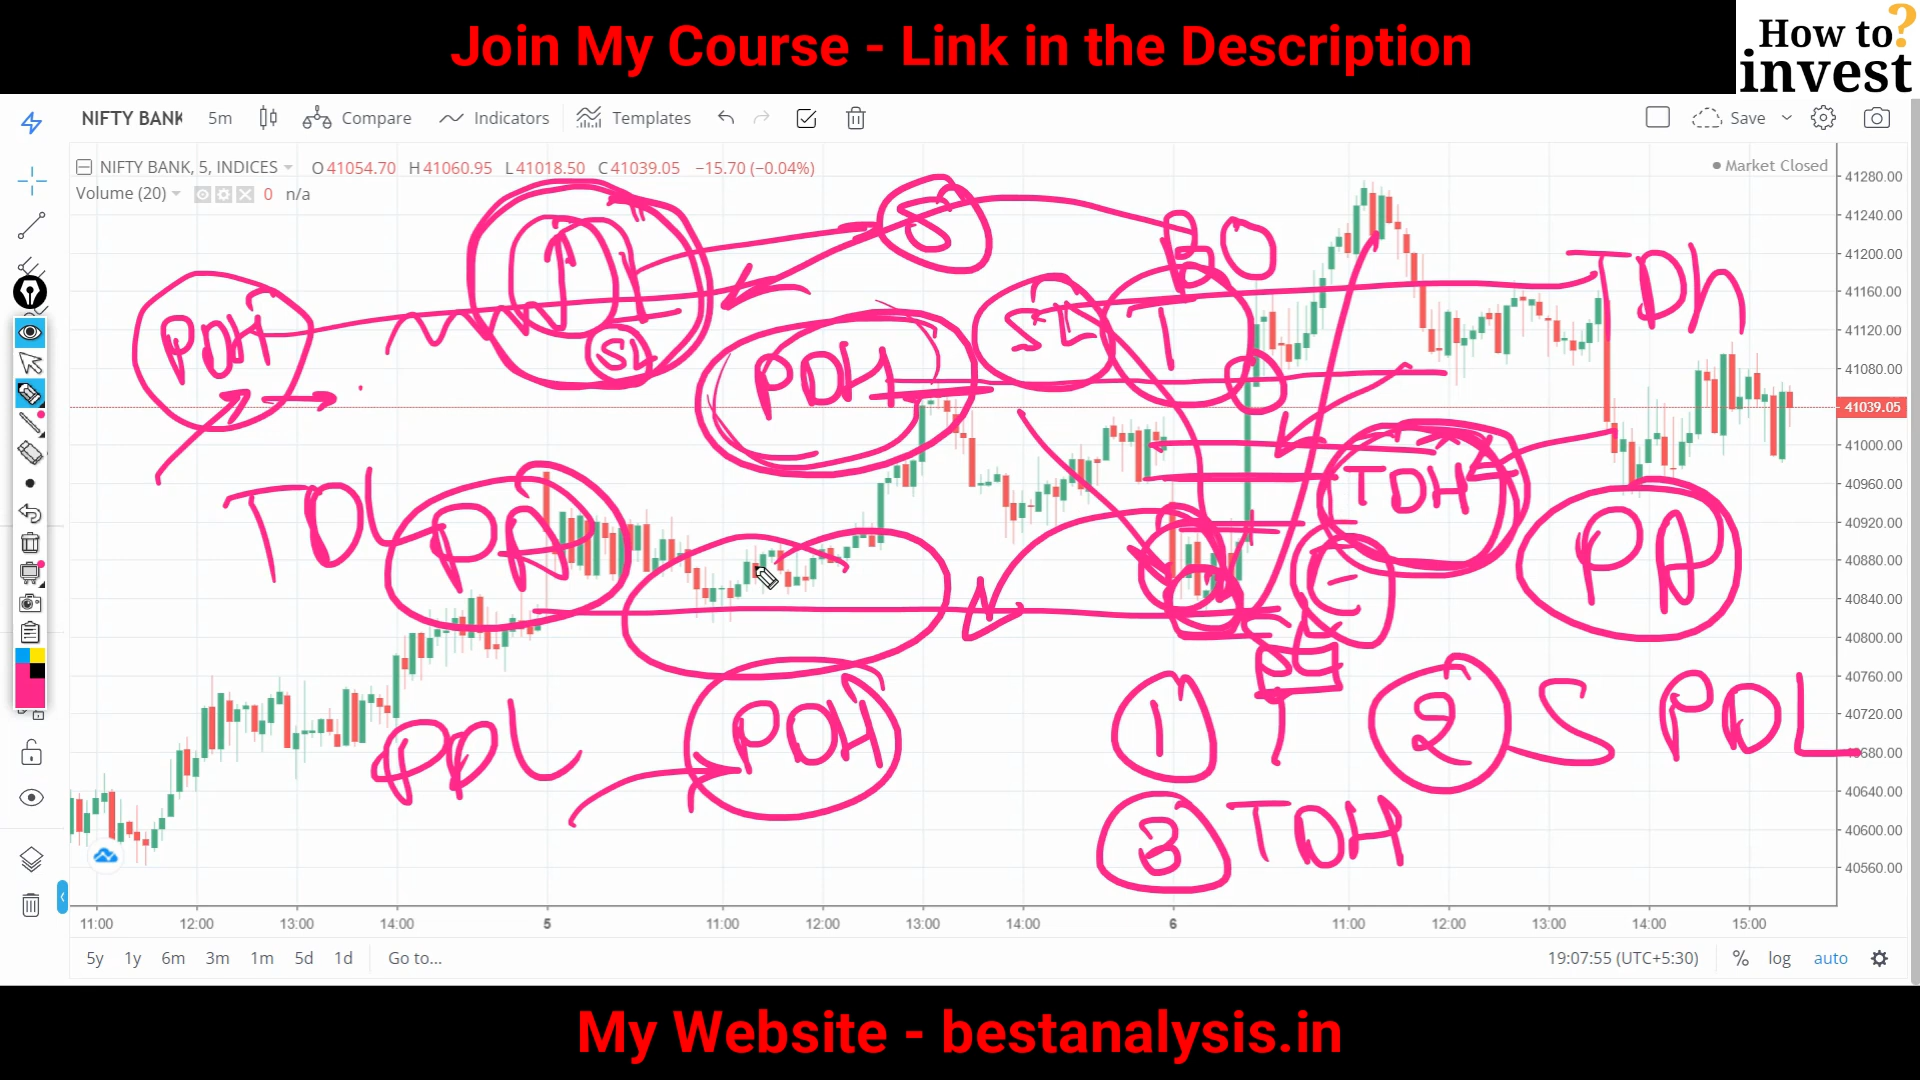 Join My Course - Link in the Description
How to?
invest
NIFTY BANK 5m Compare Indicators Templates Save
NIFTY BANK, 5, INDICES O41054.70 H41060.95 L41018.50 C41039.05 −15.70 (−0.04%)
Market Closed
Volume (20) 0 n/a
41280.00
41240.00
41200.00
41160.00
41120.00
41080.00
41039.05
41000.00
40960.00
40920.00
40880.00
40840.00
40800.00
40760.00
40720.00
40680.00
40640.00
40600.00
40560.00
S
TDh
PDH
SL
SL
1
PDH
TDH
TDL
PA
PA
PDL
PDH
1
2 S PDL
3 TDH
11:00 12:00 13:00 14:00 5 11:00 12:00 13:00 14:00 6 11:00 12:00 13:00 14:00 15:00
5y 1y 6m 3m 1m 5d 1d Go to... 19:07:55 (UTC+5:30) % log auto
My Website - bestanalysis.in